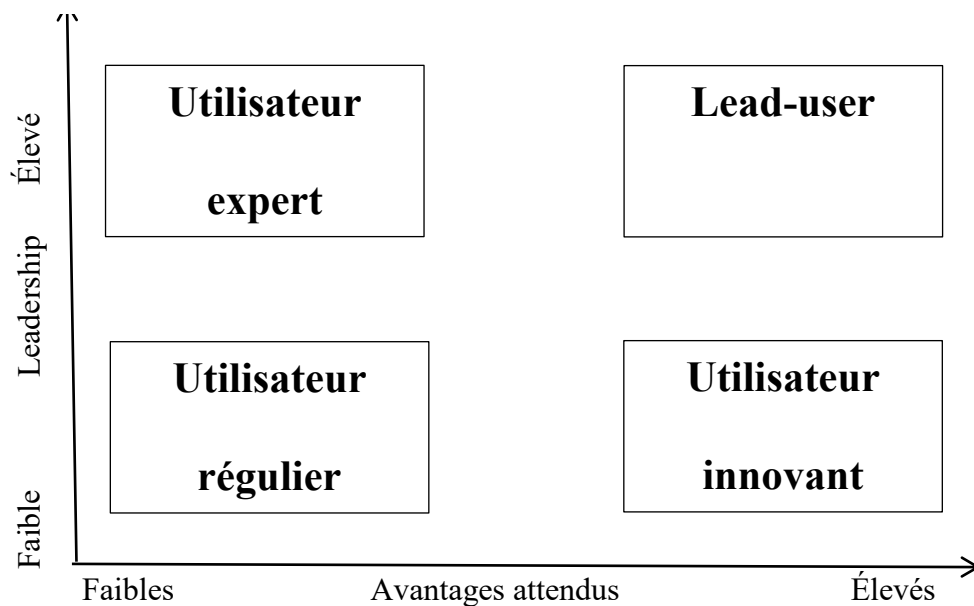 Élevé
Leadership
Faible
Utilisateur
expert
Lead-user
Utilisateur
régulier
Utilisateur
innovant
Faibles
Avantages attendus
Élevés